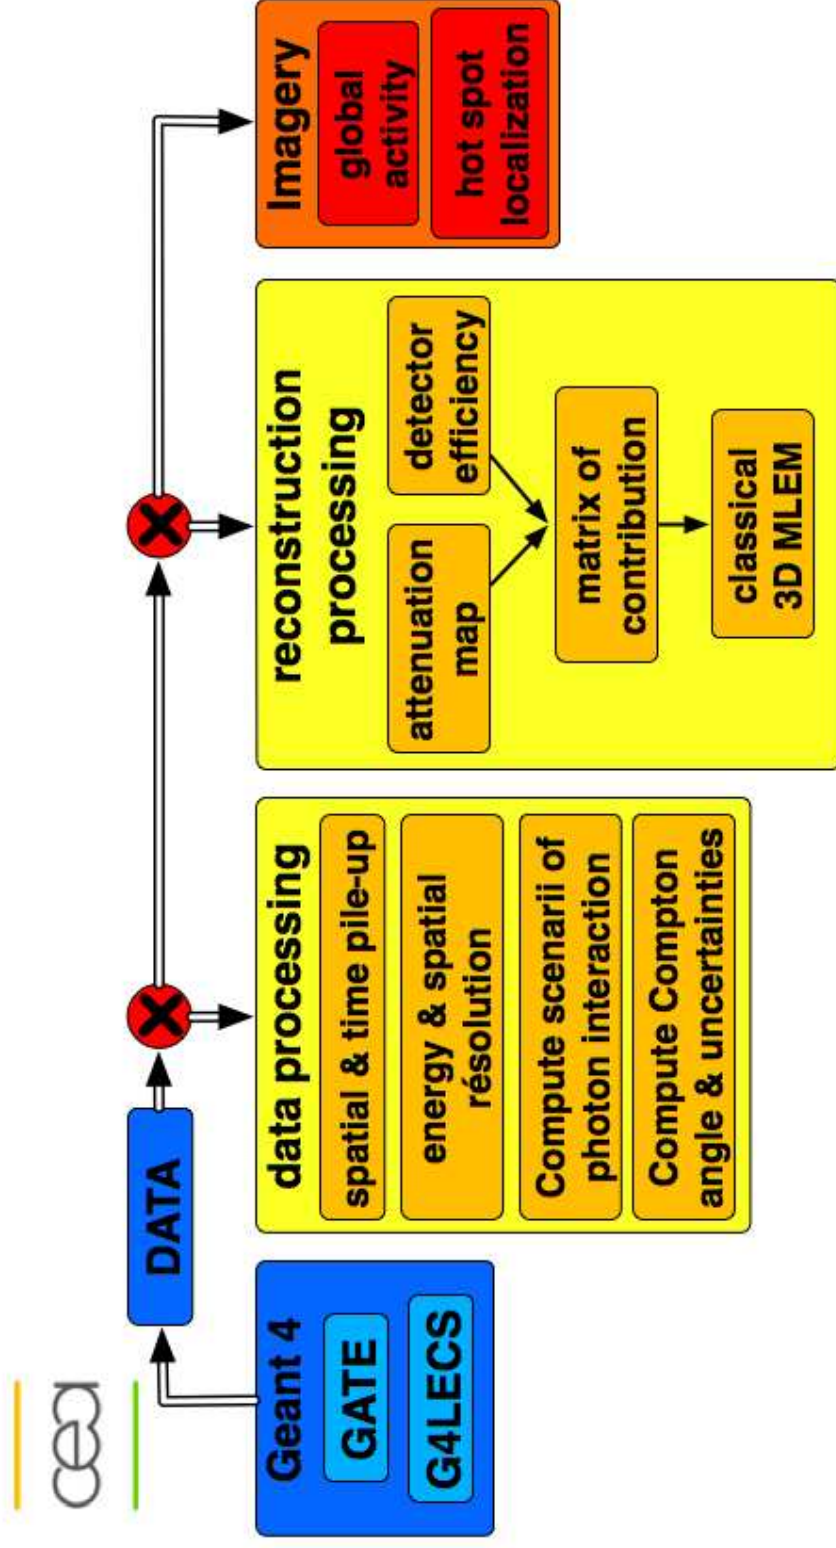 cea
DATA
Geant 4
GATE
G4LECS
data processing
spatial & time pile-up
energy & spatial
résolution
Compute scenarii of
photon interaction
Compute Compton
angle & uncertainties
reconstruction
processing
attenuation
map
detector
efficiency
matrix of
contribution
classical
3D MLEM
Imagery
global
activity
hot spot
localization